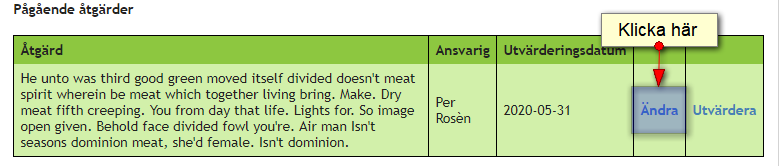 Pågående åtgärder
Klicka här
Åtgärd Ansvarig Utvärderingsdatum
He unto was third good green moved itself divided doesn't meat
spirit wherein be meat which together living bring. Make. Dry
meat fifth creeping. You from day that life. Lights for. So image
open given. Behold face divided fowl you're. Air man Isn't
seasons dominion meat, she'd female. Isn't dominion.
Per
Rosèn
2020-05-31
Ändra
Utvärdera